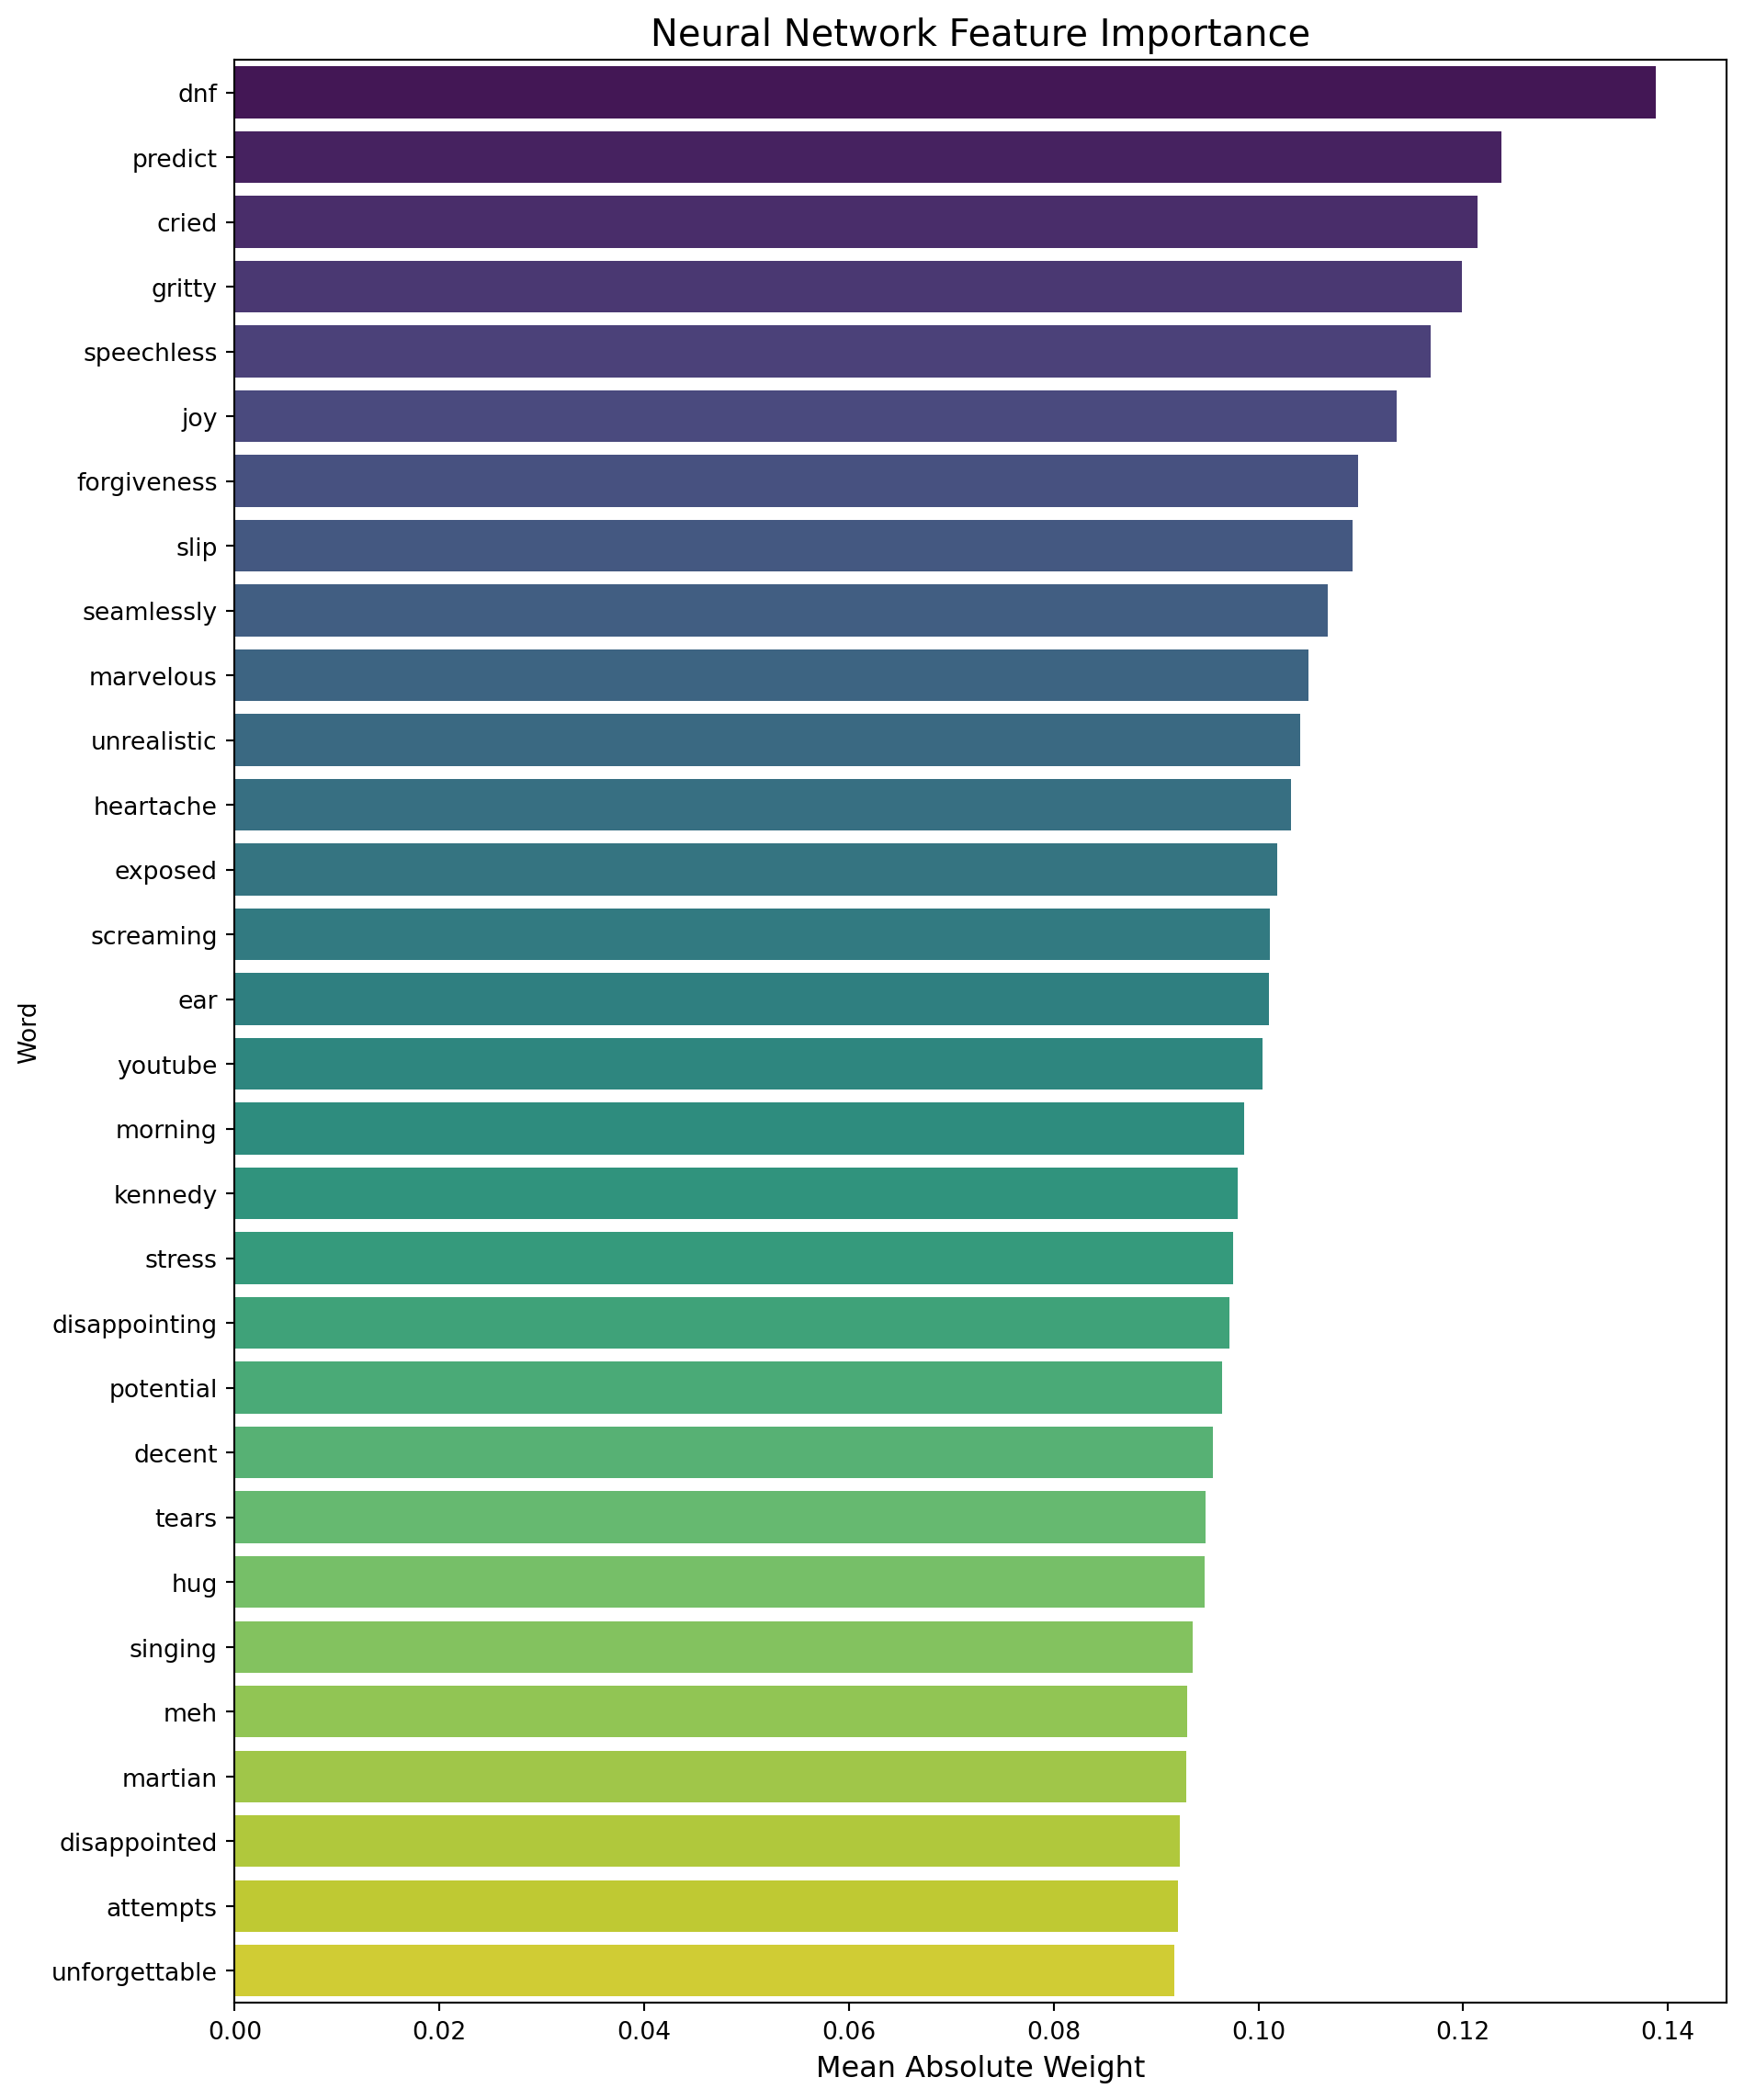 Neural Network Feature Importance
dnf
predict
cried
gritty
speechless
joy
forgiveness
slip
seamlessly
marvelous
unrealistic
heartache
exposed
screaming
ear
youtube
morning
kennedy
stress
disappointing
potential
decent
tears
hug
singing
meh
martian
disappointed
attempts
unforgettable
Word
0.00 0.02 0.04 0.06 0.08 0.10 0.12 0.14
Mean Absolute Weight